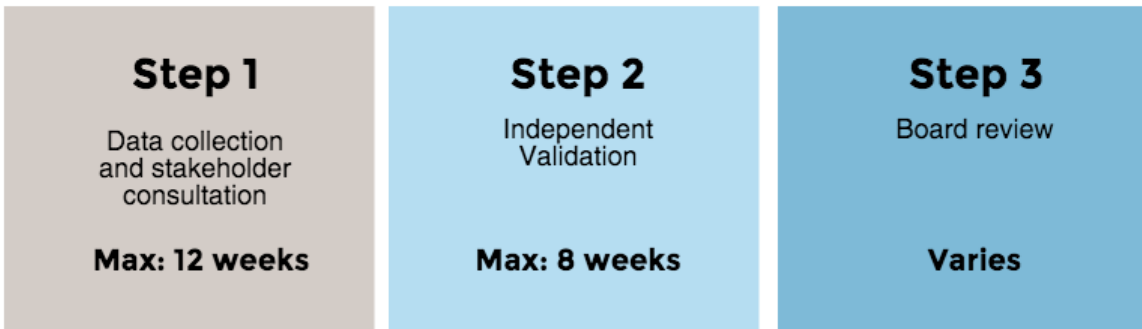 Step 1
Data collection
and stakeholder
consultation
Max: 12 weeks
Step 2
Independent
Validation
Max: 8 weeks
Step 3
Board review
Varies